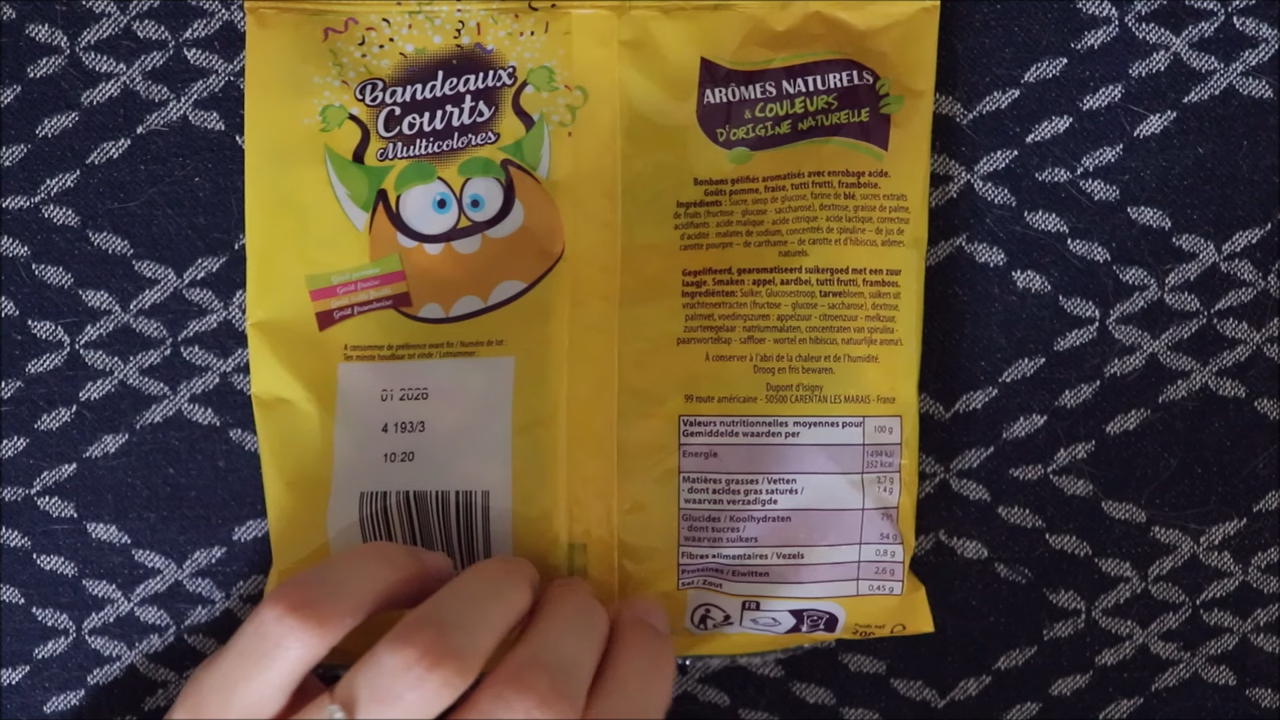 Bandeaux
Courts
Multicolores
Goût pomme
Goût fraise
Goût tutti frutti
Goût framboise
A consommer de préférence avant fin / Numéro de lot :
Ten minste houdbaar tot einde / Lotnummer :
01 2026
4 193/3
10:20
ARÔMES NATURELS
& COULEURS
D'ORIGINE NATURELLE
Bonbons gélifiés aromatisés avec enrobage acide.
Goûts pomme, fraise, tutti frutti, framboise.
Ingrédients : Sucre, sirop de glucose, farine de blé, sucres extraits
de fruits (fructose - glucose - saccharose), dextrose, graisse de palme,
acidifiants : acide malique - acide citrique - acide lactique, correcteur
d'acidité : malates de sodium, concentrés de spiruline – de jus de
carotte pourpre – de carthame – de carotte et d'hibiscus, arômes
naturels.
Gegelifieerd, gearomatiseerd suikergoed met een zuur
laagje. Smaken : appel, aardbei, tutti frutti, framboos.
Ingrediënten: Suiker, Glucosestroop, tarwebloem, suikers uit
vruchtenextracten (fructose – glucose – saccharose), dextrose,
palmvet, voedingszuren : appelzuur - citroenzuur - melkzuur,
zuurteregelaar : natriummalaten, concentraten van spirulina -
paarswortelsap - saffloer - wortel en hibiscus, natuurlijke aroma's.
À conserver à l'abri de la chaleur et de l'humidité.
Droog en fris bewaren.
Dupont d'Isigny
99 route américaine - 50500 CARENTAN LES MARAIS - France
Valeurs nutritionnelles moyennes pour
Gemiddelde waarden per 100 g
Energie 1494 kJ/
352 kcal
Matières grasses / Vetten 2,7 g
- dont acides gras saturés / 1,4 g
waarvan verzadigde
Glucides / Koolhydraten
- dont sucres /
waarvan suikers 54 g
Fibres alimentaires / Vezels 0,8 g
Protéines / Eiwitten 2,6 g
Sel / Zout 0,45 g
FR
Poids net